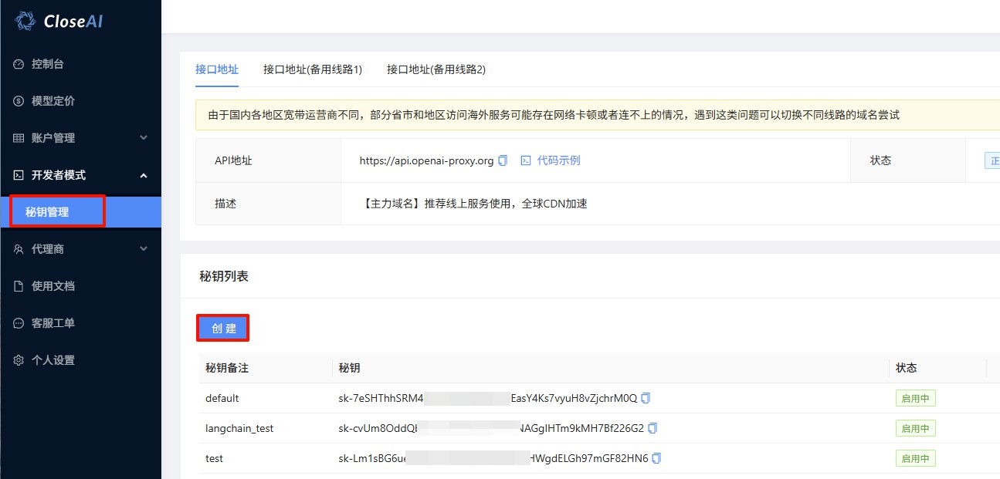 CloseAI
控制台
模型定价
账户管理
开发者模式
秘钥管理
代理商
使用文档
客服工单
个人设置
接口地址 接口地址(备用线路1) 接口地址(备用线路2)
由于国内各地区宽带运营商不同，部分省市和地区访问海外服务可能存在网络卡顿或者连不上的情况，遇到这类问题可以切换不同线路的域名尝试
API地址 https://api.openai-proxy.org 代码示例 状态 正
描述 【主力域名】推荐线上服务使用，全球CDN加速
秘钥列表
创 建
秘钥备注 秘钥 状态
default sk-7eSHThhSRM4 EasY4Ks7vyuH8vZjchrM0Q 启用中
langchain_test sk-cvUm8OddQ AGgIHTm9kMH7Bf226G2 启用中
test sk-Lm1sBG6u WgdELGh97mGF82HN6 启用中